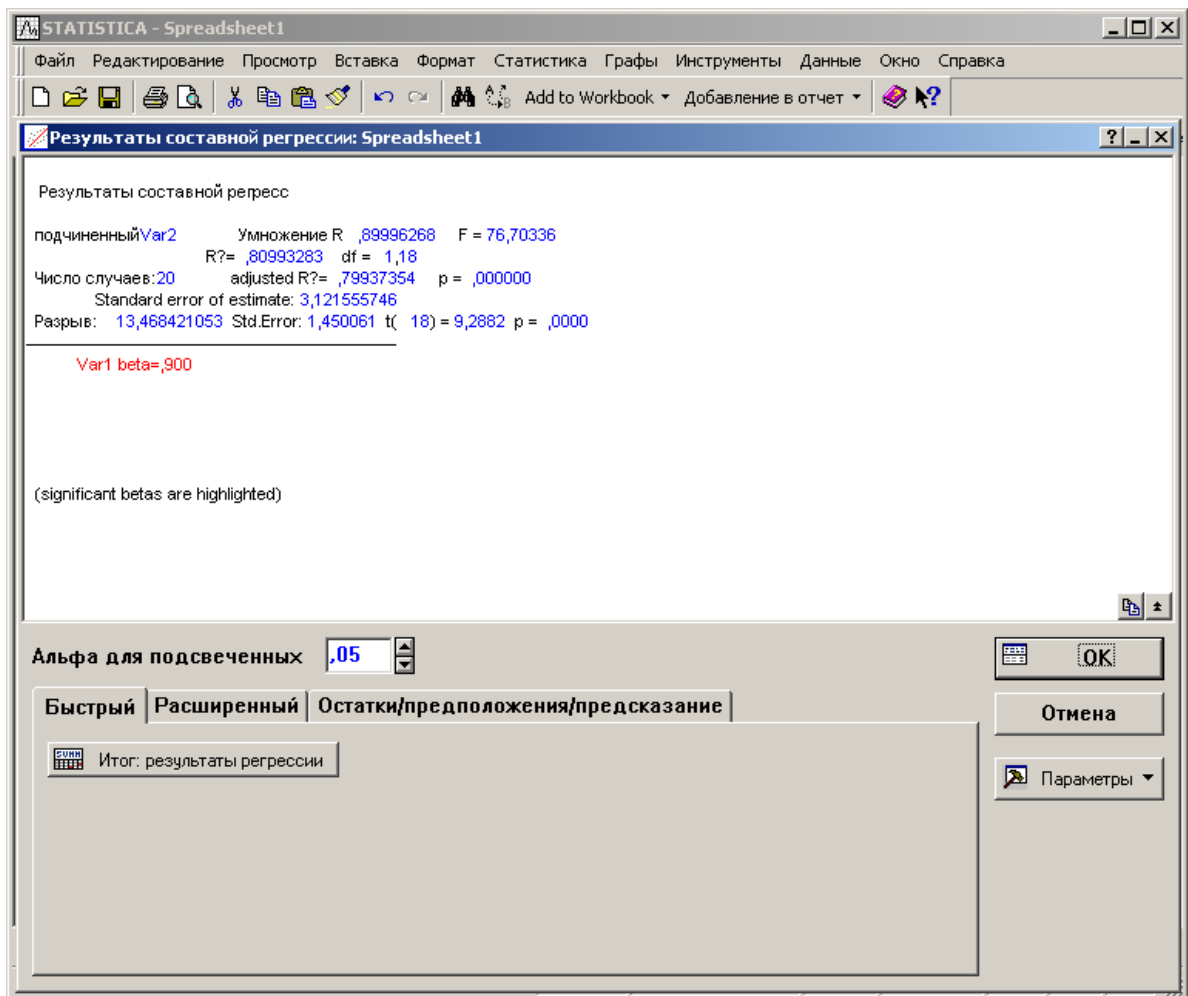 STATISTICA - Spreadsheet1
Файл Редактирование Просмотр Вставка Формат Статистика Графы Инструменты Данные Окно Справка
Add to Workbook Добавление в отчет
Результаты составной регрессии: Spreadsheet1
Результаты составной регресс
подчиненныйVar2 Умножение R ,89996268 F = 76,70336
R?= ,80993283 df = 1,18
Число случаев:20 adjusted R?= ,79937354 p = ,000000
Standard error of estimate: 3,121555746
Разрыв: 13,468421053 Std.Error: 1,450061 t( 18) = 9,2882 p = ,0000
Var1 beta=,900
(significant betas are highlighted)
Альфа для подсвеченных ,05
OK
Быстрый Расширенный Остатки/предположения/предсказание
Отмена
Итог: результаты регрессии
Параметры